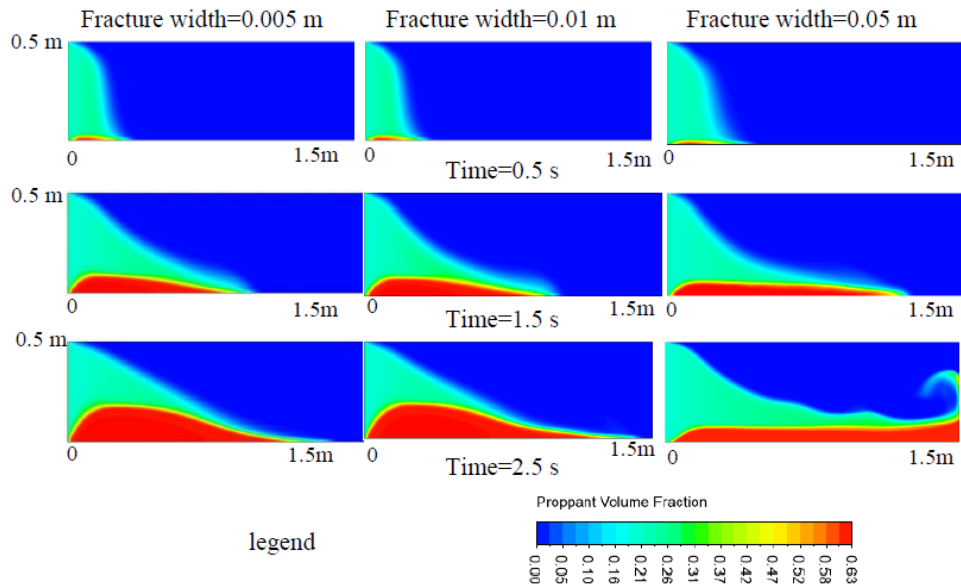 Fracture width=0.005 m Fracture width=0.01 m Fracture width=0.05 m
0.5 m
0 1.5m 0 1.5m 0 1.5m
Time=0.5 s
0.5 m
0 1.5m 0 1.5m 0 1.5m
Time=1.5 s
0.5 m
0 1.5m 0 1.5m 0 1.5m
Time=2.5 s
Proppant Volume Fraction
legend
0.00 0.05 0.10 0.16 0.21 0.26 0.31 0.37 0.42 0.47 0.52 0.58 0.63